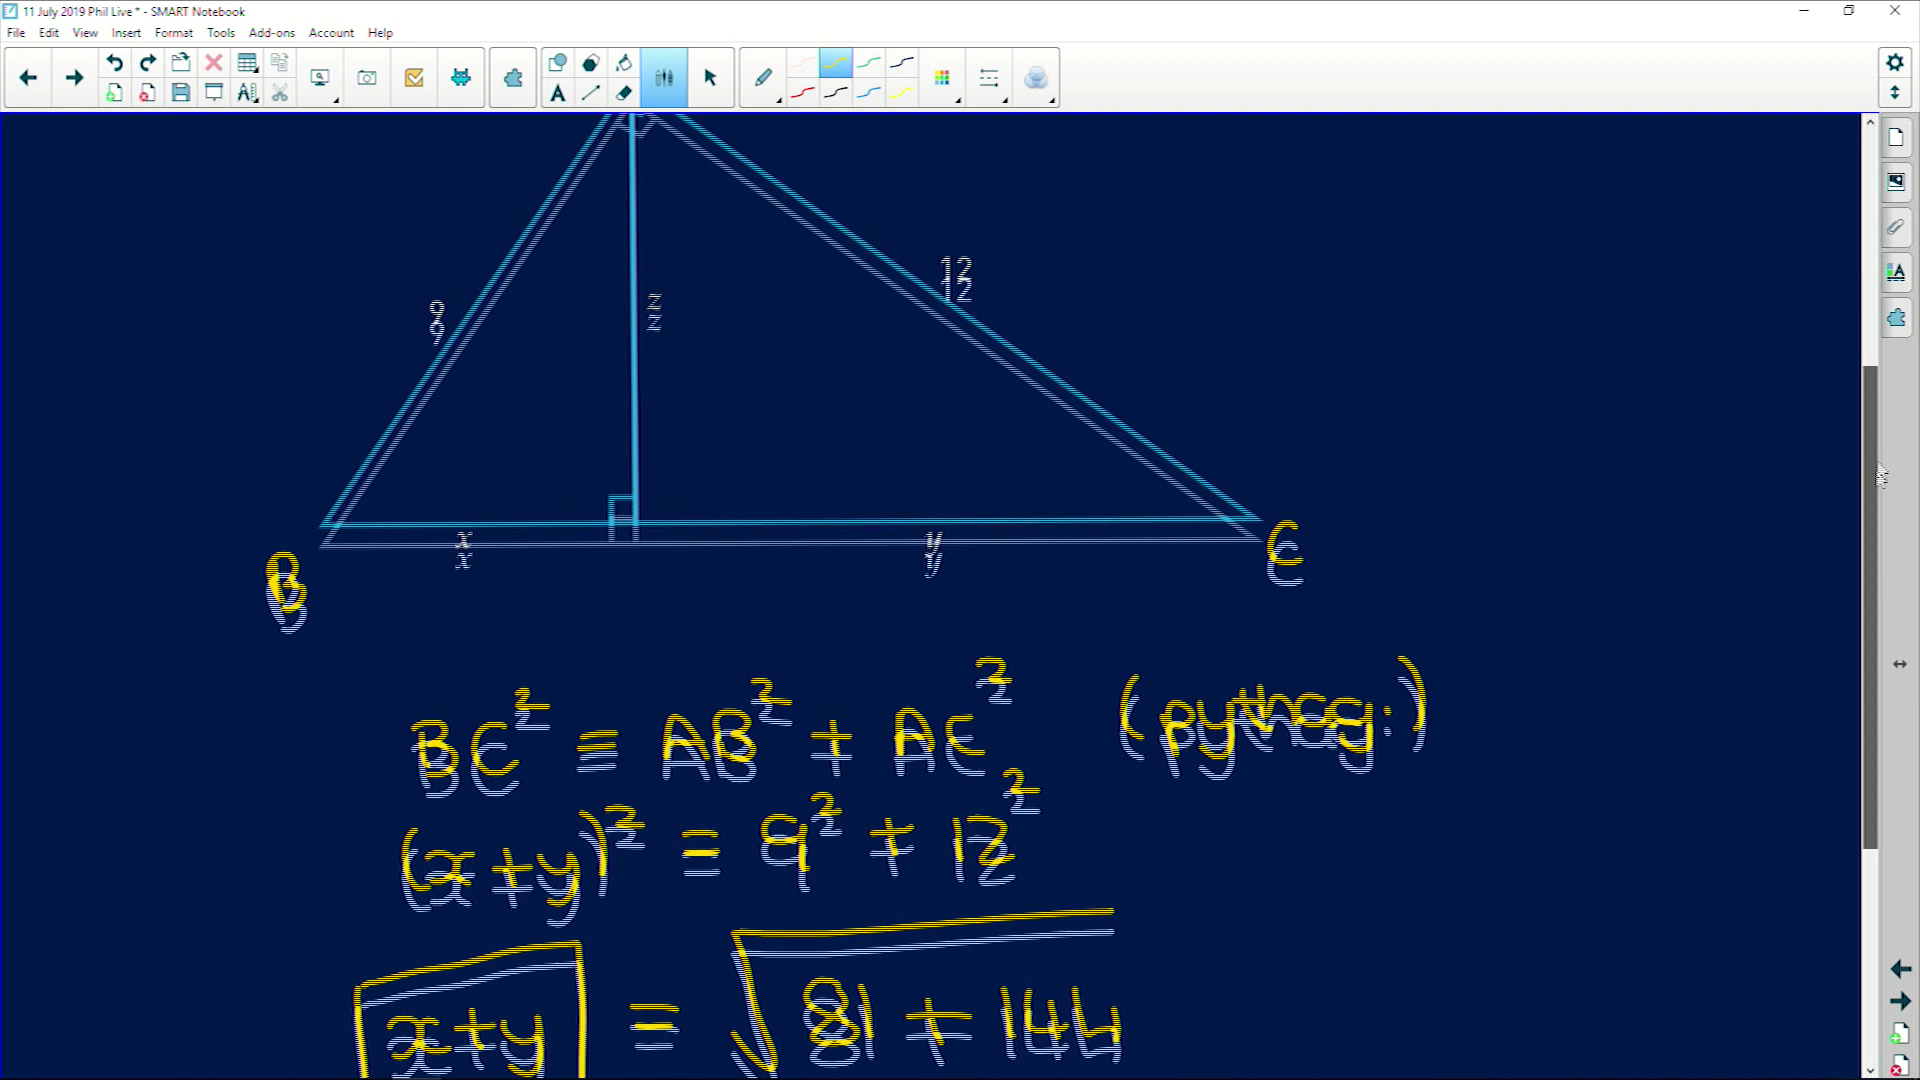 11 July 2019 Phil Live * - SMART Notebook
File Edit View Insert Format Tools Add-ons Account Help
12
9
z
x
y
B
C
BC² = AB² + AC² (pythag.)
(x+y)² = 9² + 12²
x+y = √81 + 144